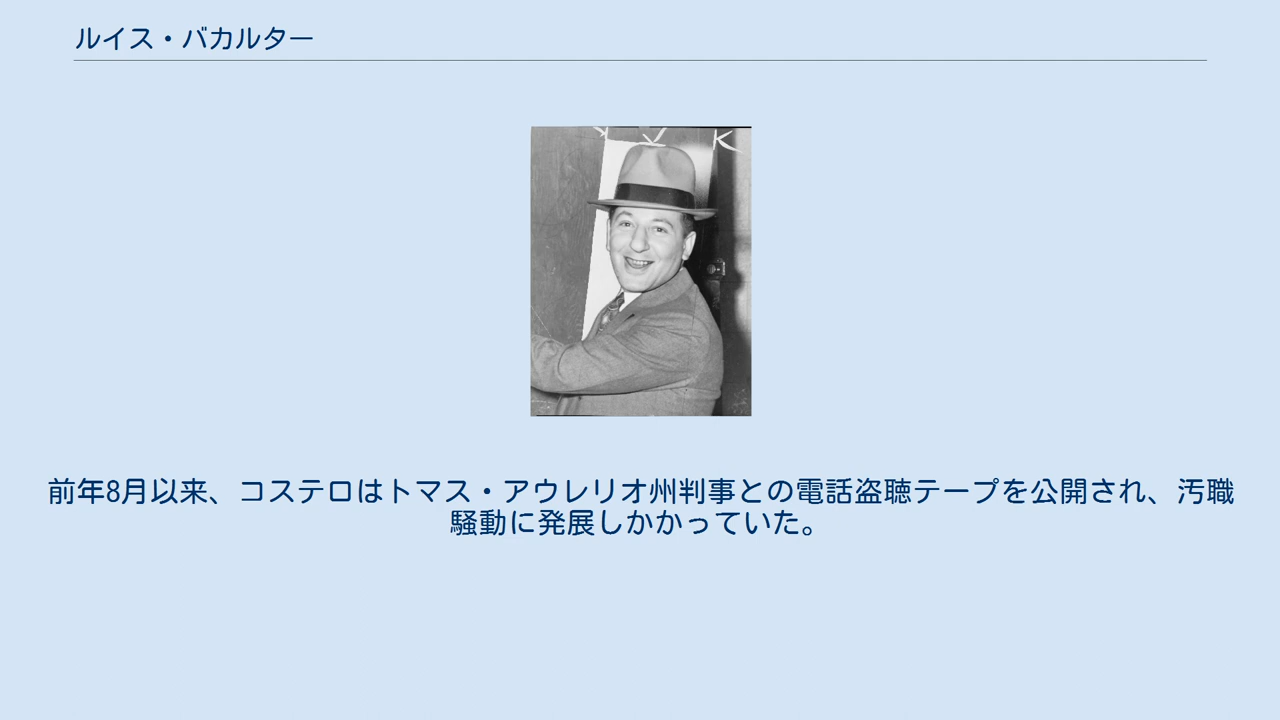 ルイス・バカルター
前年8月以来、コステロはトマス・アウレリオ州判事との電話盗聴テープを公開され、汚職
騒動に発展しかかっていた。